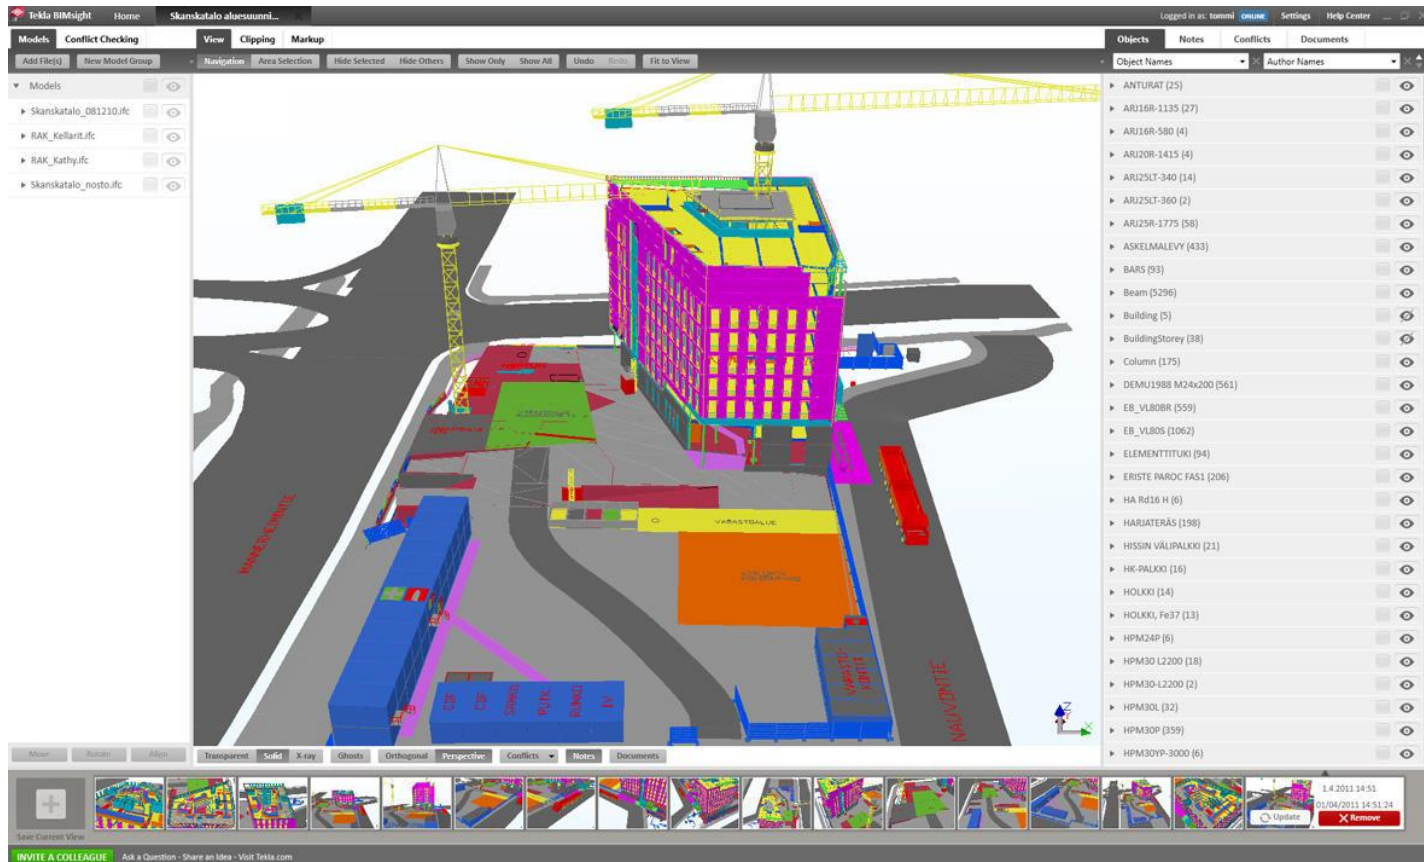 Tekla BIMsight Home Skanskatalo aluesuunni...
Logged in as: tommi ONLINE Settings Help Center
Models Conflict Checking
View Clipping Markup
Objects Notes Conflicts Documents
Add File(s) New Model Group
Navigation Area Selection Hide Selected Hide Others Show Only Show All Undo Redo Fit to View
Object Names Author Names
Models
Skanskatalo_081210.ifc
RAK_Kellarit.ifc
RAK_Kathy.ifc
Skanskatalo_nosto.ifc
ANTURAT (25)
ARJ16R-1135 (27)
ARJ16R-580 (4)
ARJ20R-1415 (4)
ARJ25LT-340 (14)
ARJ25LT-360 (2)
ARJ25R-1775 (58)
ASKELMALEVY (433)
BARS (93)
Beam (5296)
Building (5)
BuildingStorey (38)
Column (175)
DEMU1988 M24x200 (561)
EB_VL80BR (559)
EB_VL80S (1062)
ELEMENTTITUKI (94)
ERISTE PAROC FAS1 (206)
HA Rd16 H (6)
HARJATERÄS (198)
HISSIN VÄLIPALKKI (21)
HK-PALKKI (16)
HOLKKI (14)
HOLKKI, Fe37 (13)
HPM24P (6)
HPM30 L2200 (18)
HPM30-L2200 (2)
HPM30L (32)
HPM30P (359)
HPM30YP-3000 (6)
MANNERHEIMINTIE
VARASTOALUE
VARASTO-
KONTIT
NAUVONTIE
Z
X
Move Rotate Align
Transparent Solid X-ray Ghosts Orthogonal Perspective Conflicts Notes Documents
Save Current View
1.4.2011 14:51
01/04/2011 14:51:24
Update Remove
INVITE A COLLEAGUE Ask a Question - Share an Idea - Visit Tekla.com